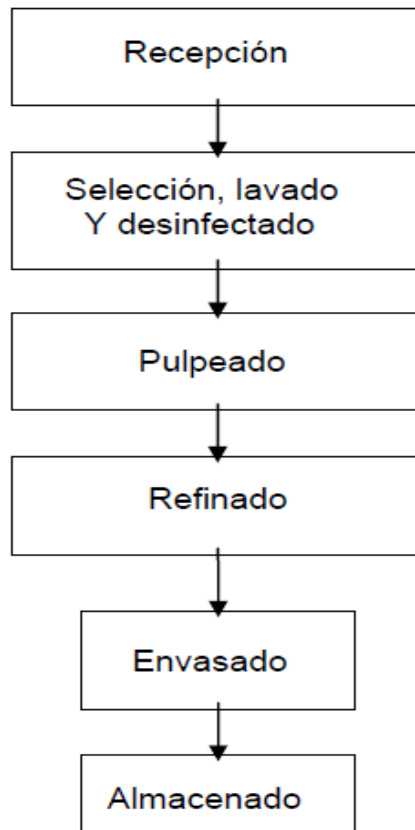 Recepción
Selección, lavado
Y desinfectado
Pulpeado
Refinado
Envasado
Almacenado